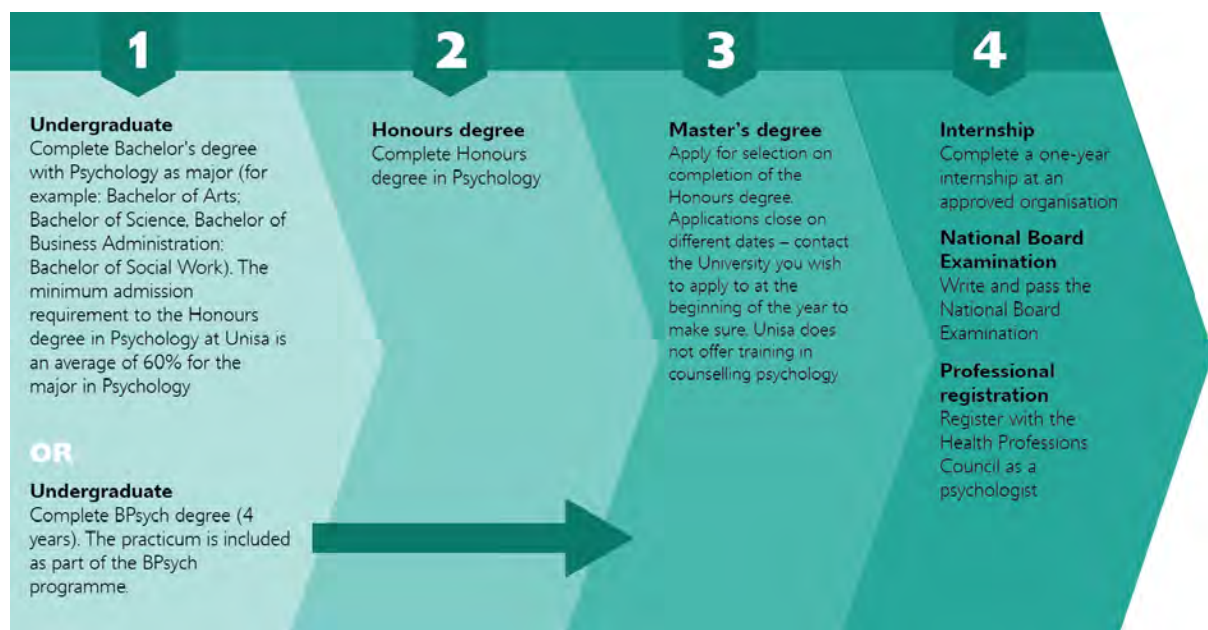 1
Undergraduate
Complete Bachelor's degree
with Psychology as major (for
example: Bachelor of Arts;
Bachelor of Science, Bachelor of
Business Administration:
Bachelor of Social Work). The
minimum admission
requirement to the Honours
degree in Psychology at Unisa is
an average of 60% for the
major in Psychology
OR
Undergraduate
Complete BPsych degree (4
years). The practicum is included
as part of the BPsych
programme.
2
Honours degree
Complete Honours
degree in Psychology
3
Master's degree
Apply for selection on
completion of the
Honours degree.
Applications close on
different dates – contact
the University you wish
to apply to at the
beginning of the year to
make sure. Unisa does
not offer training in
counselling psychology
4
Internship
Complete a one-year
internship at an
approved organisation
National Board
Examination
Write and pass the
National Board
Examination
Professional
registration
Register with the
Health Professions
Council as a
psychologist